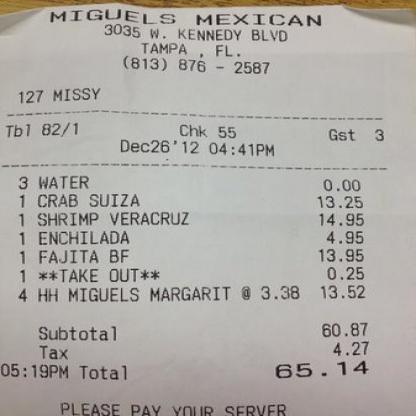 MIGUELS MEXICAN
3035 W. KENNEDY BLVD
TAMPA , FL.
(813) 876 - 2587
127 MISSY
Tbl 82/1 Chk 55 Gst 3
Dec26'12 04:41PM
3 WATER 0.00
1 CRAB SUIZA 13.25
1 SHRIMP VERACRUZ 14.95
1 ENCHILADA 4.95
1 FAJITA BF 13.95
1 **TAKE OUT** 0.25
4 HH MIGUELS MARGARIT @ 3.38 13.52
Subtotal 60.87
Tax 4.27
05:19PM Total 65.14
PLEASE PAY YOUR SERVER